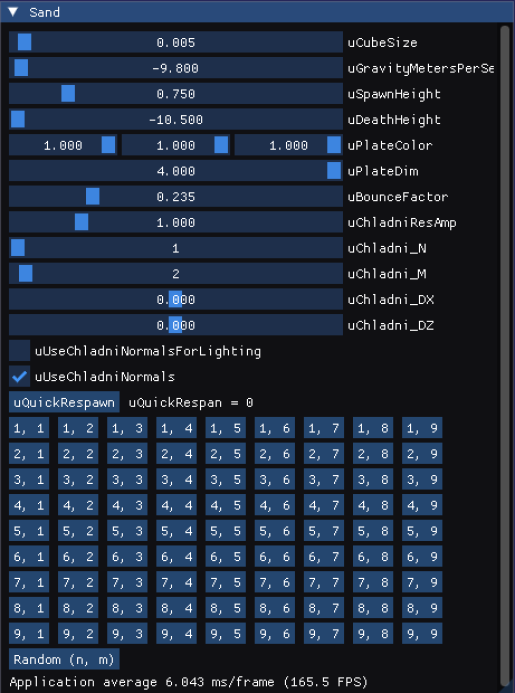 Sand
0.005 uCubeSize
-9.800 uGravityMetersPerSe
0.750 uSpawnHeight
-10.500 uDeathHeight
1.000 1.000 1.000 uPlateColor
4.000 uPlateDim
0.235 uBounceFactor
1.000 uChladniResAmp
1 uChladni_N
2 uChladni_M
0.000 uChladni_DX
0.000 uChladni_DZ
uUseChladniNormalsForLighting
uUseChladniNormals
uQuickRespawn uQuickRespan = 0
1, 1 1, 2 1, 3 1, 4 1, 5 1, 6 1, 7 1, 8 1, 9
2, 1 2, 2 2, 3 2, 4 2, 5 2, 6 2, 7 2, 8 2, 9
3, 1 3, 2 3, 3 3, 4 3, 5 3, 6 3, 7 3, 8 3, 9
4, 1 4, 2 4, 3 4, 4 4, 5 4, 6 4, 7 4, 8 4, 9
5, 1 5, 2 5, 3 5, 4 5, 5 5, 6 5, 7 5, 8 5, 9
6, 1 6, 2 6, 3 6, 4 6, 5 6, 6 6, 7 6, 8 6, 9
7, 1 7, 2 7, 3 7, 4 7, 5 7, 6 7, 7 7, 8 7, 9
8, 1 8, 2 8, 3 8, 4 8, 5 8, 6 8, 7 8, 8 8, 9
9, 1 9, 2 9, 3 9, 4 9, 5 9, 6 9, 7 9, 8 9, 9
Random (n, m)
Application average 6.043 ms/frame (165.5 FPS)